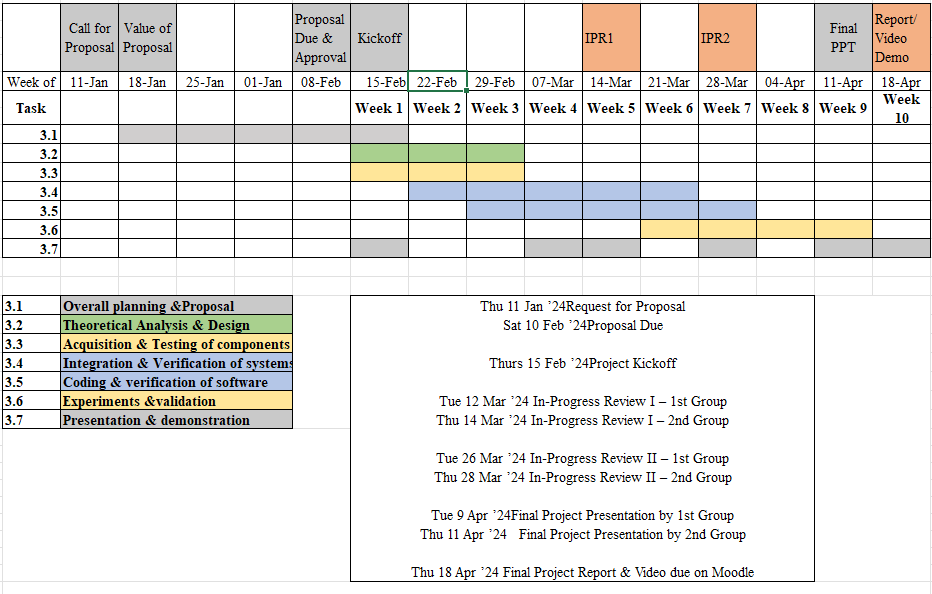 Call for Proposal Value of Proposal Proposal Due & Approval Kickoff IPR1 IPR2 Final PPT Report/ Video Demo
Week of 11-Jan 18-Jan 25-Jan 01-Jan 08-Feb 15-Feb 22-Feb 29-Feb 07-Mar 14-Mar 21-Mar 28-Mar 04-Apr 11-Apr 18-Apr
Task Week 1 Week 2 Week 3 Week 4 Week 5 Week 6 Week 7 Week 8 Week 9 Week 10
3.1
3.2
3.3
3.4
3.5
3.6
3.7
3.1 Overall planning &Proposal
3.2 Theoretical Analysis & Design
3.3 Acquisition & Testing of components
3.4 Integration & Verification of systems
3.5 Coding & verification of software
3.6 Experiments &validation
3.7 Presentation & demonstration
Thu 11 Jan ’24Request for Proposal
Sat 10 Feb ’24Proposal Due
Thurs 15 Feb ’24Project Kickoff
Tue 12 Mar ’24 In-Progress Review I – 1st Group
Thu 14 Mar ’24 In-Progress Review I – 2nd Group
Tue 26 Mar ’24 In-Progress Review II – 1st Group
Thu 28 Mar ’24 In-Progress Review II – 2nd Group
Tue 9 Apr ’24Final Project Presentation by 1st Group
Thu 11 Apr ’24 Final Project Presentation by 2nd Group
Thu 18 Apr ’24 Final Project Report & Video due on Moodle